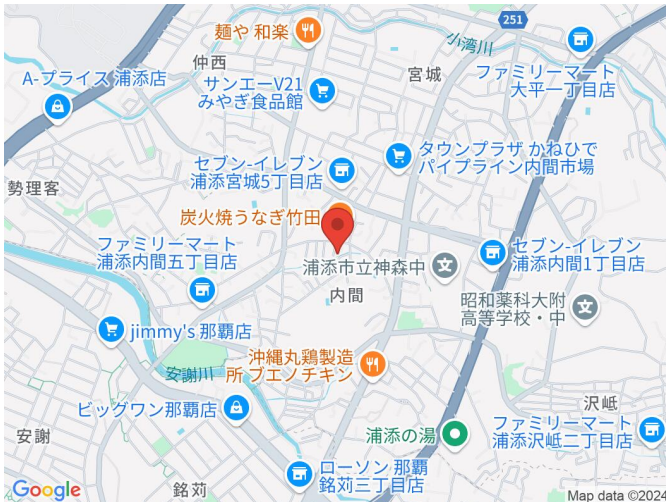 251
麺や 和楽
小湾川
仲西
宮城
ファミリーマート
大平一丁目店
A-プライス 浦添店
サンエーV21
みやぎ食品館
タウンプラザ かねひで
パイプライン内間市場
セブン-イレブン
浦添宮城5丁目店
勢理客
炭火焼うなぎ竹田
ファミリーマート
浦添内間五丁目店
セブン-イレブン
浦添内間1丁目店
浦添市立神森中
内間
昭和薬科大附
高等学校・中
jimmy's 那覇店
沖縄丸鶏製造
所 ブエノチキン
安謝川
ビッグワン那覇店
沢岻
浦添の湯
ファミリーマート
浦添沢岻二丁目店
安謝
ローソン 那覇
銘苅三丁目店
銘苅
Google
Map data ©2024